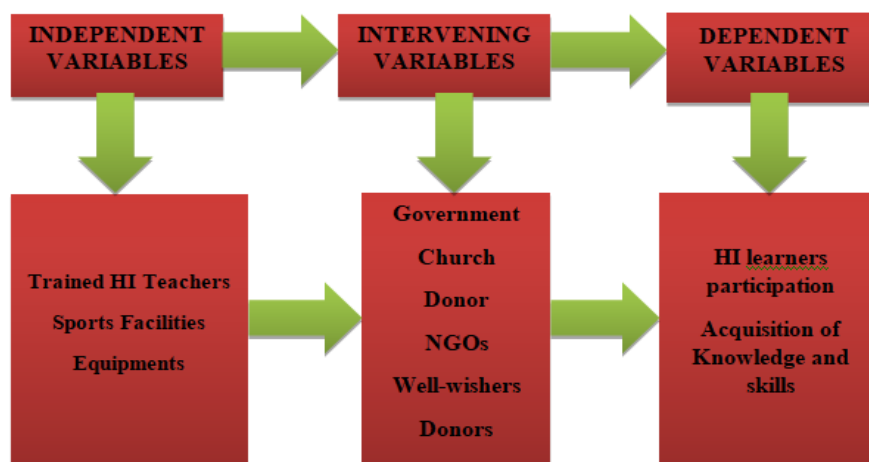 INDEPENDENT
VARIABLES
INTERVENING
VARIABLES
DEPENDENT
VARIABLES
Trained HI Teachers
Sports Facilities
Equipments
Government
Church
Donor
NGOs
Well-wishers
Donors
HI learners
participation
Acquisition of
Knowledge and
skills